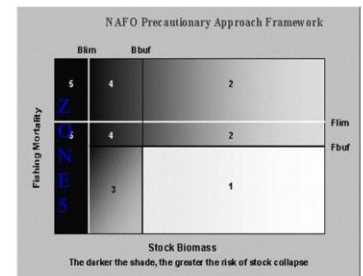 NAFO Precautionary Approach Framework
Blim Bbuf
5 4 2
Flim
5 4 2
Fbuf
3 1
ZONE5
Fishing Mortality
Stock Biomass
The darker the shade, the greater the risk of stock collapse